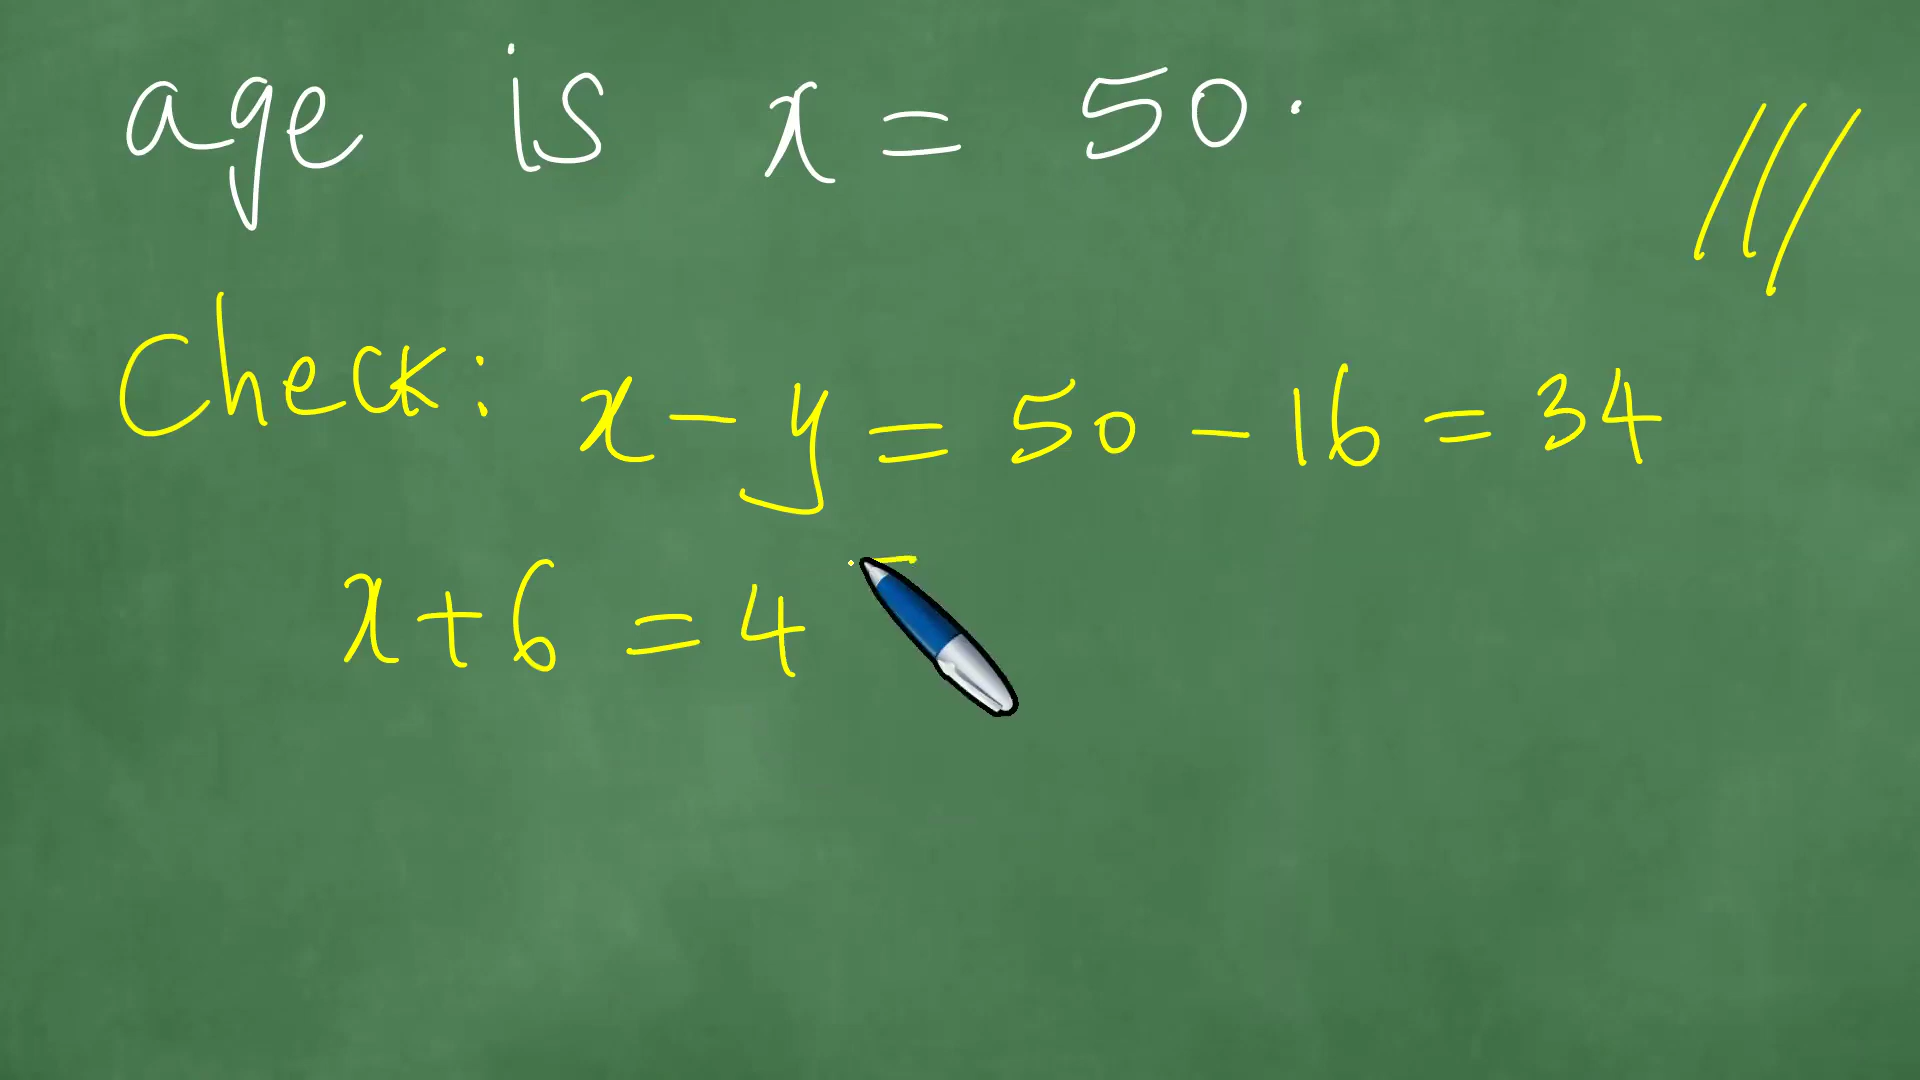 age is x = 50.
Check: x - y = 50 - 16 = 34
x + 6 = 4